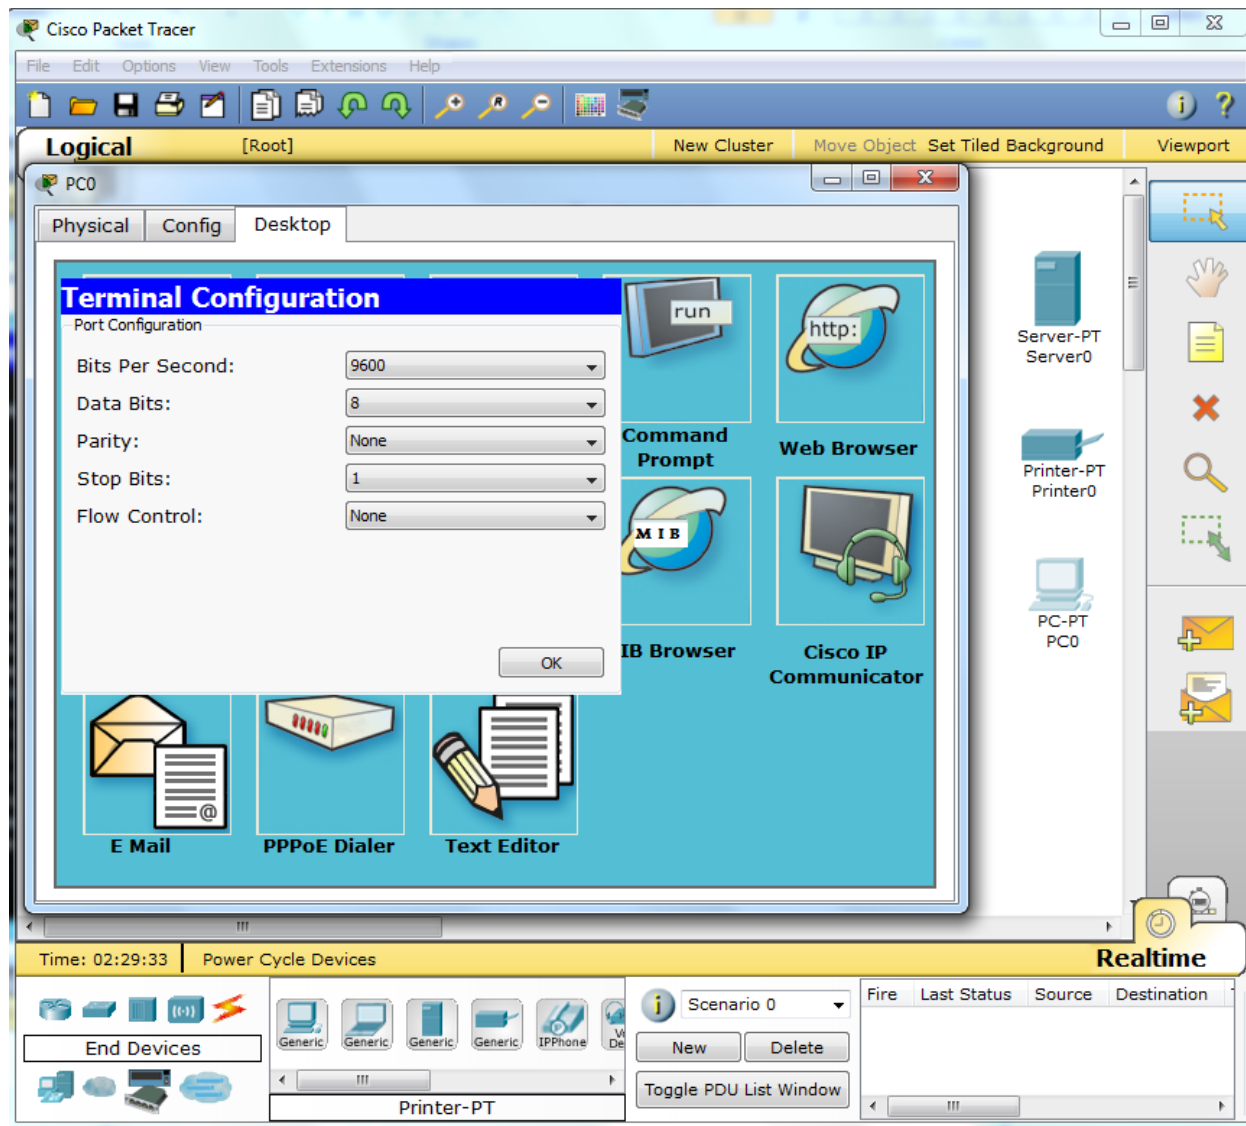 Cisco Packet Tracer
File Edit Options View Tools Extensions Help
R
i ?
Logical [Root] New Cluster Move Object Set Tiled Background Viewport
PC0
Physical Config Desktop
Terminal Configuration
Port Configuration
Bits Per Second: 9600
Data Bits: 8
Parity: None
Stop Bits: 1
Flow Control: None
OK
run
http:
Command
Prompt
Web Browser
MIB
IB Browser
Cisco IP
Communicator
@
E Mail
PPPoE Dialer
Text Editor
Server-PT
Server0
Printer-PT
Printer0
PC-PT
PC0
Time: 02:29:33 Power Cycle Devices
Realtime
End Devices
Generic Generic Generic Generic IPPhone
Printer-PT
i Scenario 0
New Delete
Toggle PDU List Window
Fire Last Status Source Destination